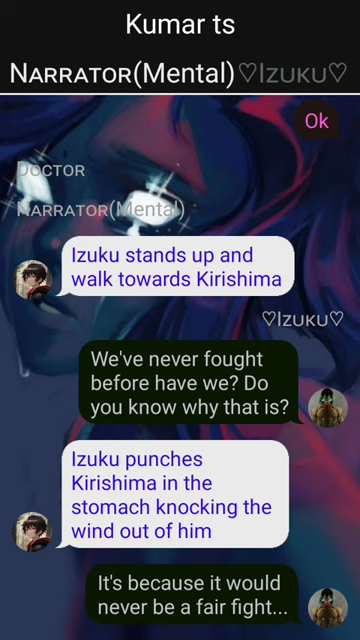 Kumar ts
Narrator(Mental) ♡Izuku♡
Ok
Doctor
Narrator(Mental)
Izuku stands up and
walk towards Kirishima
♡Izuku♡
We've never fought
before have we? Do
you know why that is?
Izuku punches
Kirishima in the
stomach knocking the
wind out of him
It's because it would
never be a fair fight...